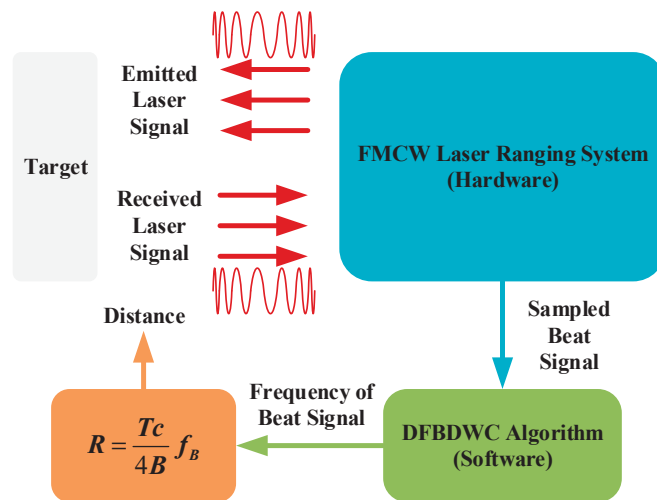 Emitted
Laser
Signal
Target
FMCW Laser Ranging System
(Hardware)
Received
Laser
Signal
Distance
Sampled
Beat
Signal
Frequency of
Beat Signal
R = Tc/4B f_B
DFBDWC Algorithm
(Software)